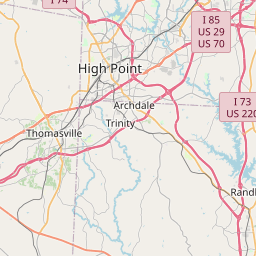 I 74
I 85
US 29
US 70
High Point
I 73
US 220
Archdale
Trinity
Thomasville
Randl